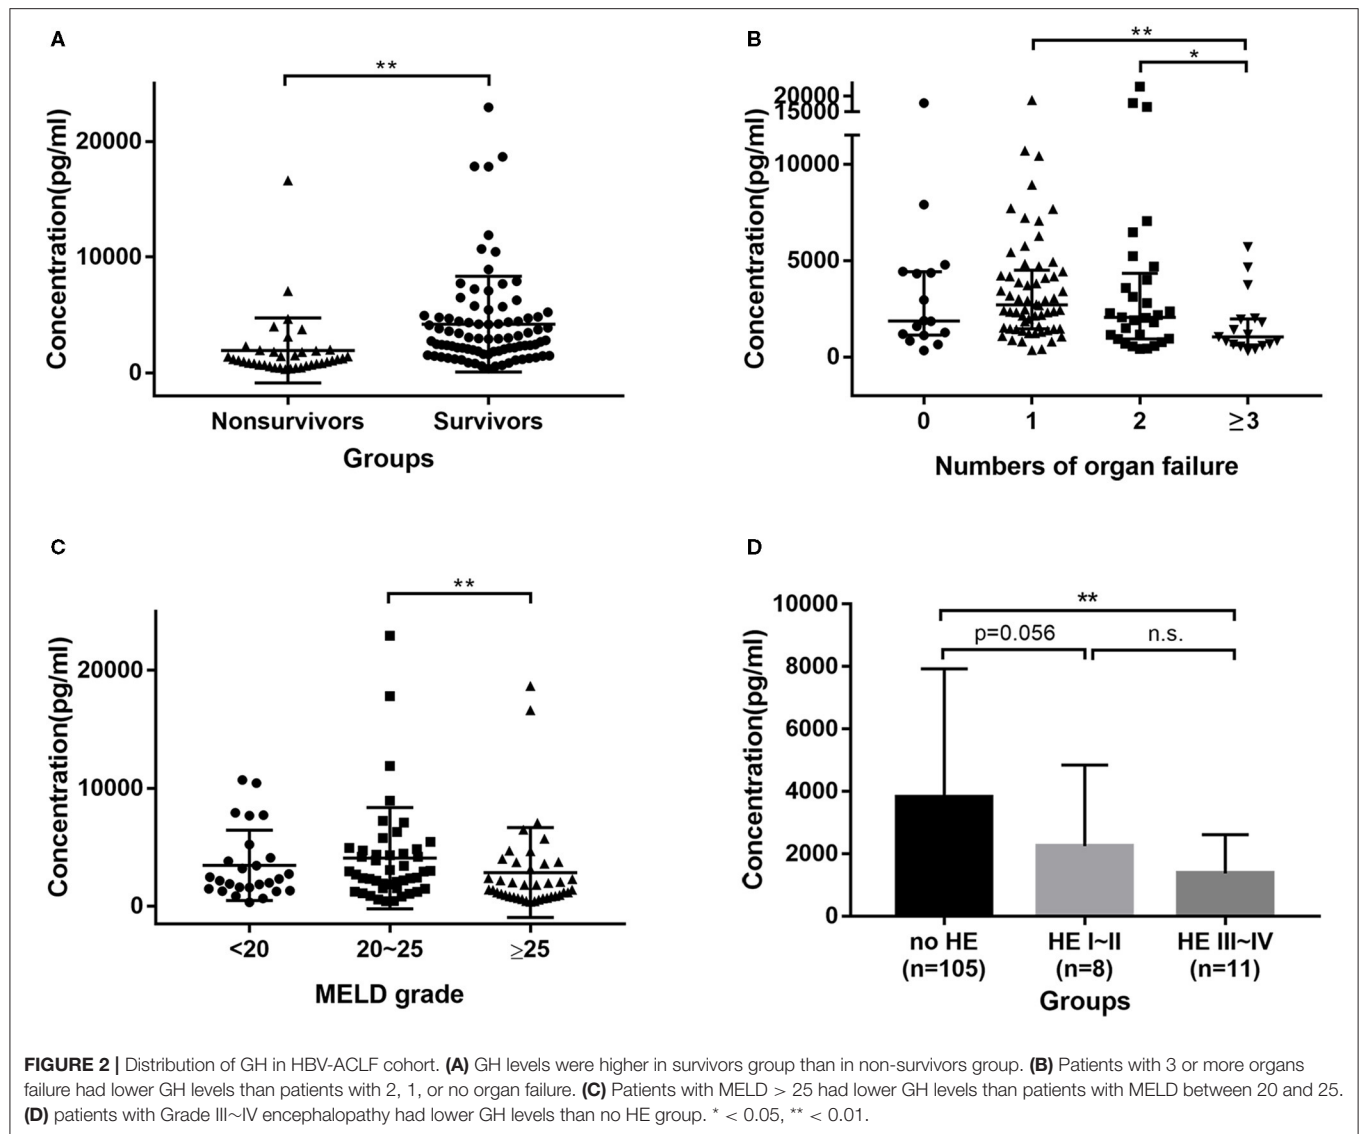 A
**
Concentration(pg/ml)
20000
10000
0
Nonsurvivors
Survivors
Groups
B
**
*
Concentration(pg/ml)
20000
15000
10000
5000
0
0
1
2
≥3
Numbers of organ failure
C
**
Concentration(pg/ml)
20000
10000
0
<20
20~25
≥25
MELD grade
D
**
p=0.056
n.s.
Concentration(pg/ml)
10000
8000
6000
4000
2000
0
no HE
(n=105)
HE I~II
(n=8)
HE III~IV
(n=11)
Groups
FIGURE 2 | Distribution of GH in HBV-ACLF cohort. (A) GH levels were higher in survivors group than in non-survivors group. (B) Patients with 3 or more organs
failure had lower GH levels than patients with 2, 1, or no organ failure. (C) Patients with MELD > 25 had lower GH levels than patients with MELD between 20 and 25.
(D) patients with Grade III~IV encephalopathy had lower GH levels than no HE group. * < 0.05, ** < 0.01.